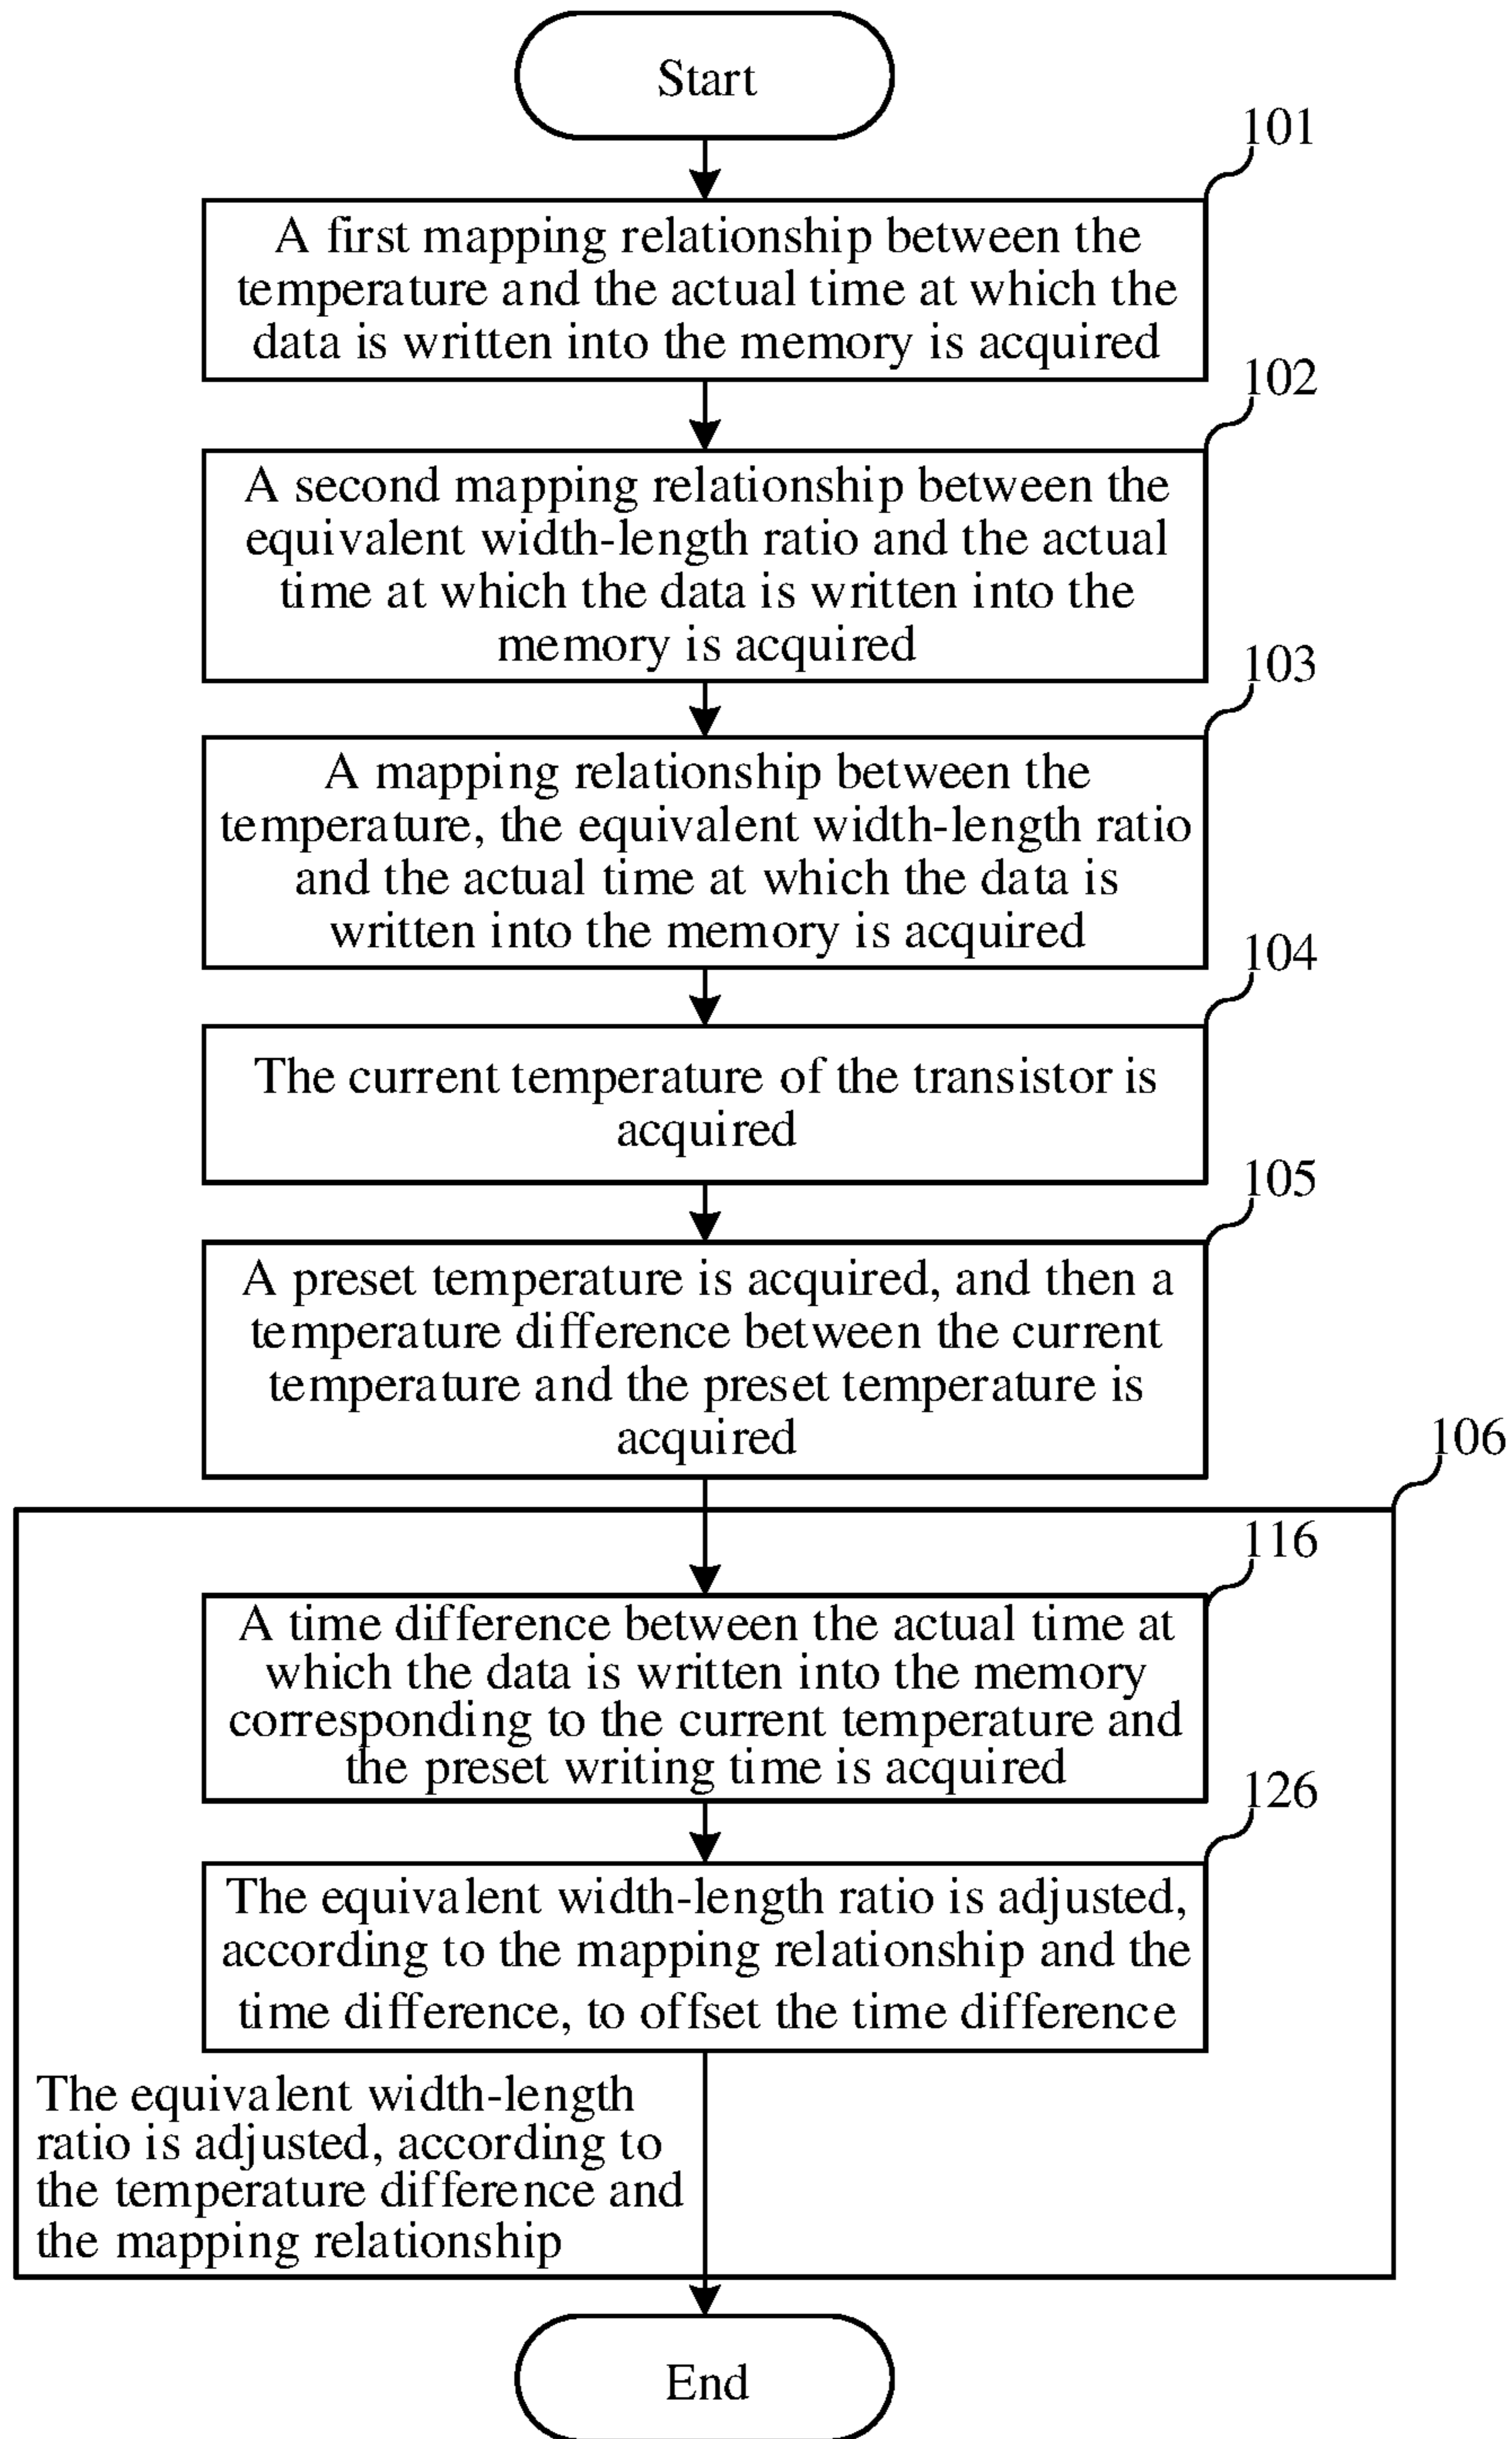 Start
101
A first mapping relationship between the
temperature and the actual time at which the
data is written into the memory is acquired
102
A second mapping relationship between the
equivalent width-length ratio and the actual
time at which the data is written into the
memory is acquired
103
A mapping relationship between the
temperature, the equivalent width-length ratio
and the actual time at which the data is
written into the memory is acquired
104
The current temperature of the transistor is
acquired
105
A preset temperature is acquired, and then a
temperature difference between the current
temperature and the preset temperature is
acquired
106
116
A time difference between the actual time at
which the data is written into the memory
corresponding to the current temperature and
the preset writing time is acquired
126
The equivalent width-length ratio is adjusted,
according to the mapping relationship and the
time difference, to offset the time difference
The equivalent width-length
ratio is adjusted, according to
the temperature difference and
the mapping relationship
End